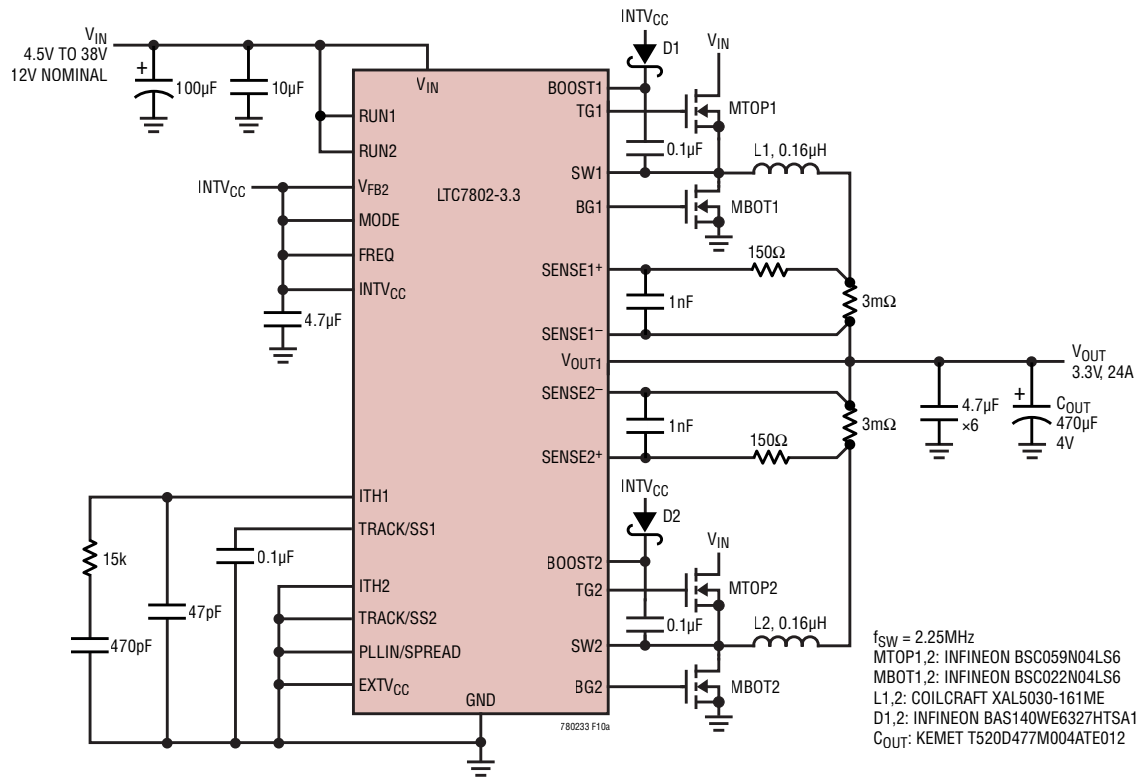 VIN
4.5V TO 38V
12V NOMINAL
100µF
10µF
VIN
RUN1
RUN2
INTVCC
VFB2
MODE
FREQ
INTVCC
4.7µF
LTC7802-3.3
ITH1
15k
470pF
47pF
TRACK/SS1
0.1µF
ITH2
TRACK/SS2
PLLIN/SPREAD
EXTVCC
GND
780233 F10a
INTVCC
D1
VIN
BOOST1
TG1
MTOP1
0.1µF
L1, 0.16µH
SW1
BG1
MBOT1
150Ω
SENSE1+
1nF
3mΩ
SENSE1–
VOUT1
VOUT
3.3V, 24A
SENSE2–
1nF
3mΩ
4.7µF
×6
COUT
470µF
4V
150Ω
SENSE2+
INTVCC
D2
VIN
BOOST2
TG2
MTOP2
0.1µF
L2, 0.16µH
SW2
BG2
MBOT2
fSW = 2.25MHz
MTOP1,2: INFINEON BSC059N04LS6
MBOT1,2: INFINEON BSC022N04LS6
L1,2: COILCRAFT XAL5030-161ME
D1,2: INFINEON BAS140WE6327HTSA1
COUT: KEMET T520D477M004ATE012
+
+